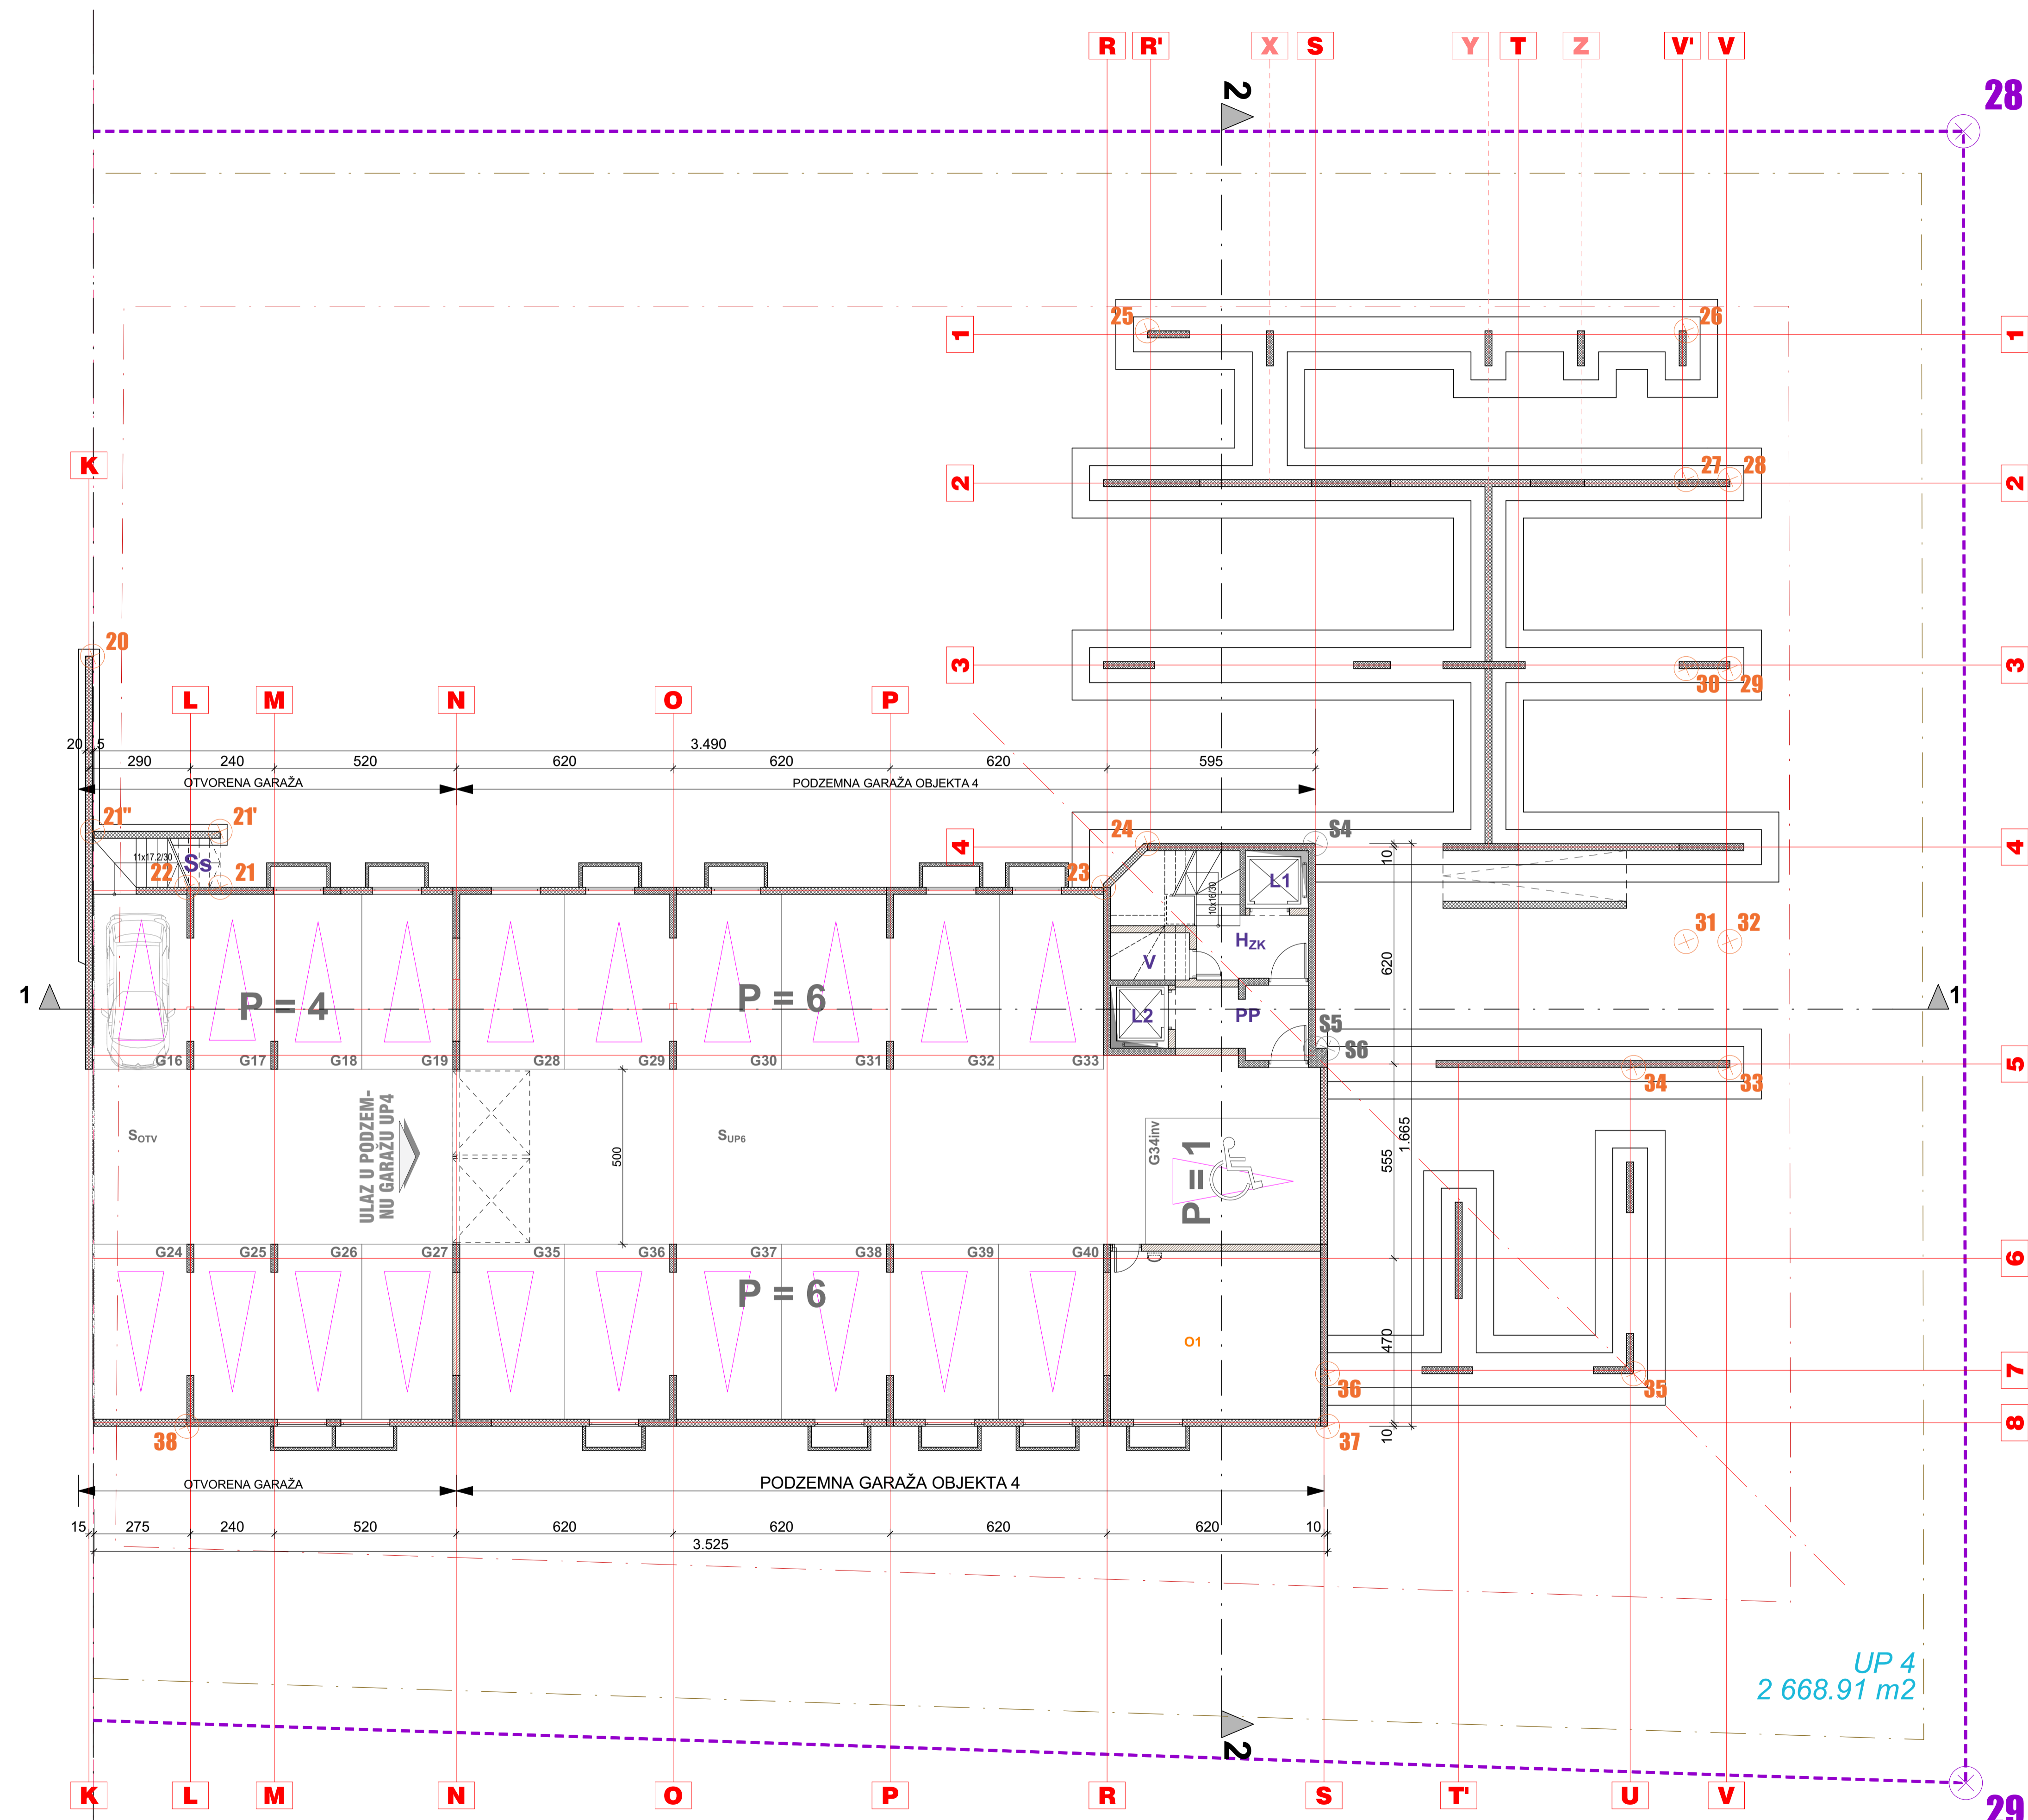 R R' X S Y T Z V' V
28
2
25 26
1 1
K
2 27 28 2
20
3 30 29 3
L M N O P
20 5 3.490
290 240 520 620 620 620 595
OTVORENA GARAŽA PODZEMNA GARAŽA OBJEKTA 4
21" 21' 24 S4
4 10 4
11x17,2/30 Ss
22 21 23
L1
10x16/30
HZK
31 32
V
620
P = 4 P = 6
1 1
L2 PP
S5
S6
G16 G17 G18 G19 G28 G29 G30 G31 G32 G33
5
34 33
ULAZ U PODZEM-
NU GARAŽU UP4
SOTV SUP6
500
G34inv
P = 1
555
1.665
G24 G25 G26 G27 G35 G36 G37 G38 G39 G40
6
P = 6
O1
470
7
36 35
8
38 10 37
OTVORENA GARAŽA PODZEMNA GARAŽA OBJEKTA 4
15 275 240 520 620 620 620 620 10
3.525
UP 4
2 668.91 m2
2
K L M N O P R S T' U V
29